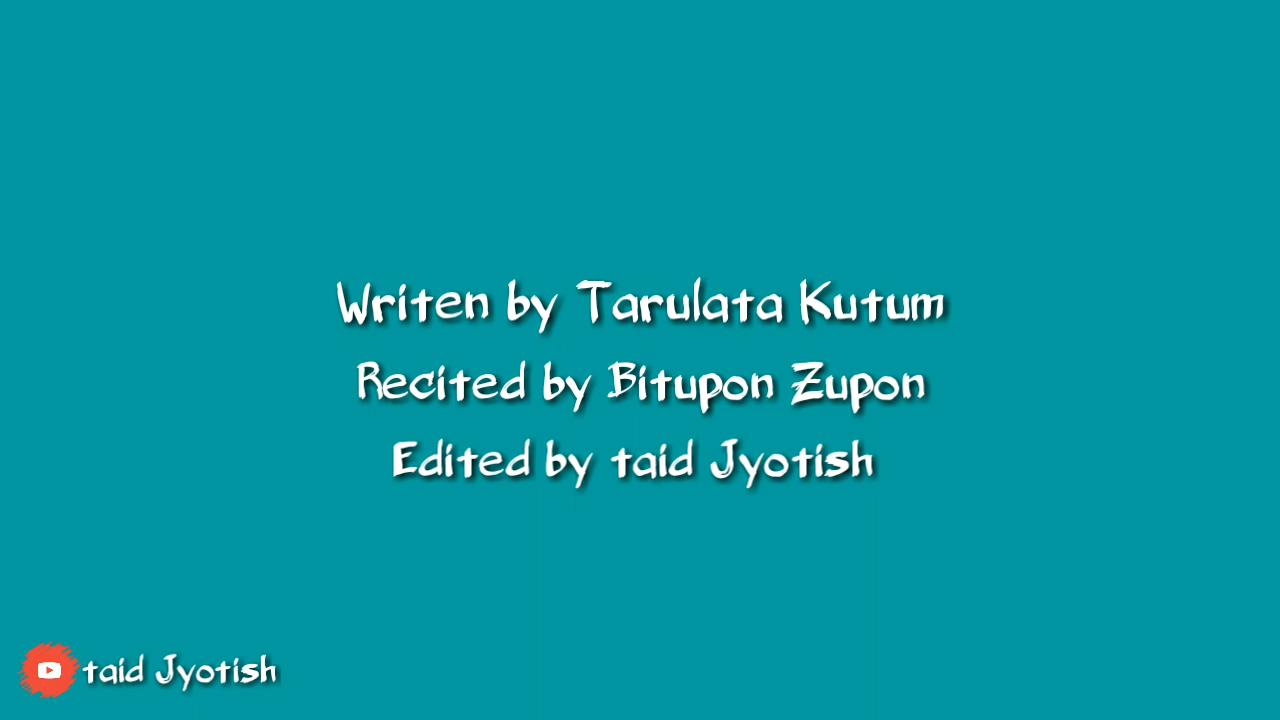 Writen by Tarulata Kutum
Recited by Bitupon Zupon
Edited by taid Jyotish
taid Jyotish